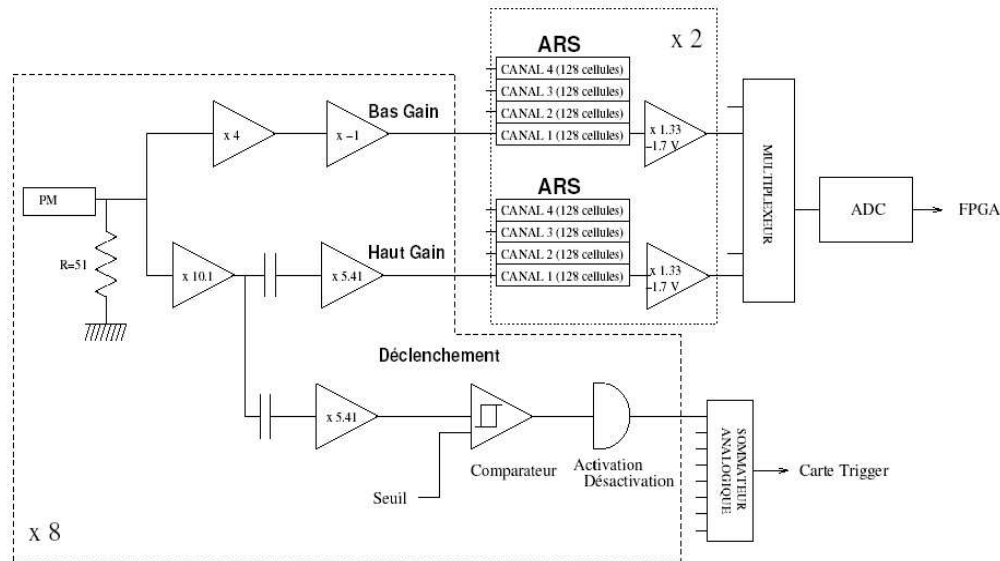 ARS
x 2
CANAL 4 (128 cellules)
CANAL 3 (128 cellules)
CANAL 2 (128 cellules)
CANAL 1 (128 cellules)
Bas Gain
x 4
x −1
x 1.33
−1.7 V
PM
R=51
ARS
CANAL 4 (128 cellules)
CANAL 3 (128 cellules)
CANAL 2 (128 cellules)
CANAL 1 (128 cellules)
Haut Gain
x 10.1
x 5.41
x 1.33
−1.7 V
MULTIPLEXEUR
ADC
FPGA
Déclenchement
x 5.41
Comparateur
Seuil
Activation
Désactivation
SOMMATEUR
ANALOGIQUE
Carte Trigger
x 8